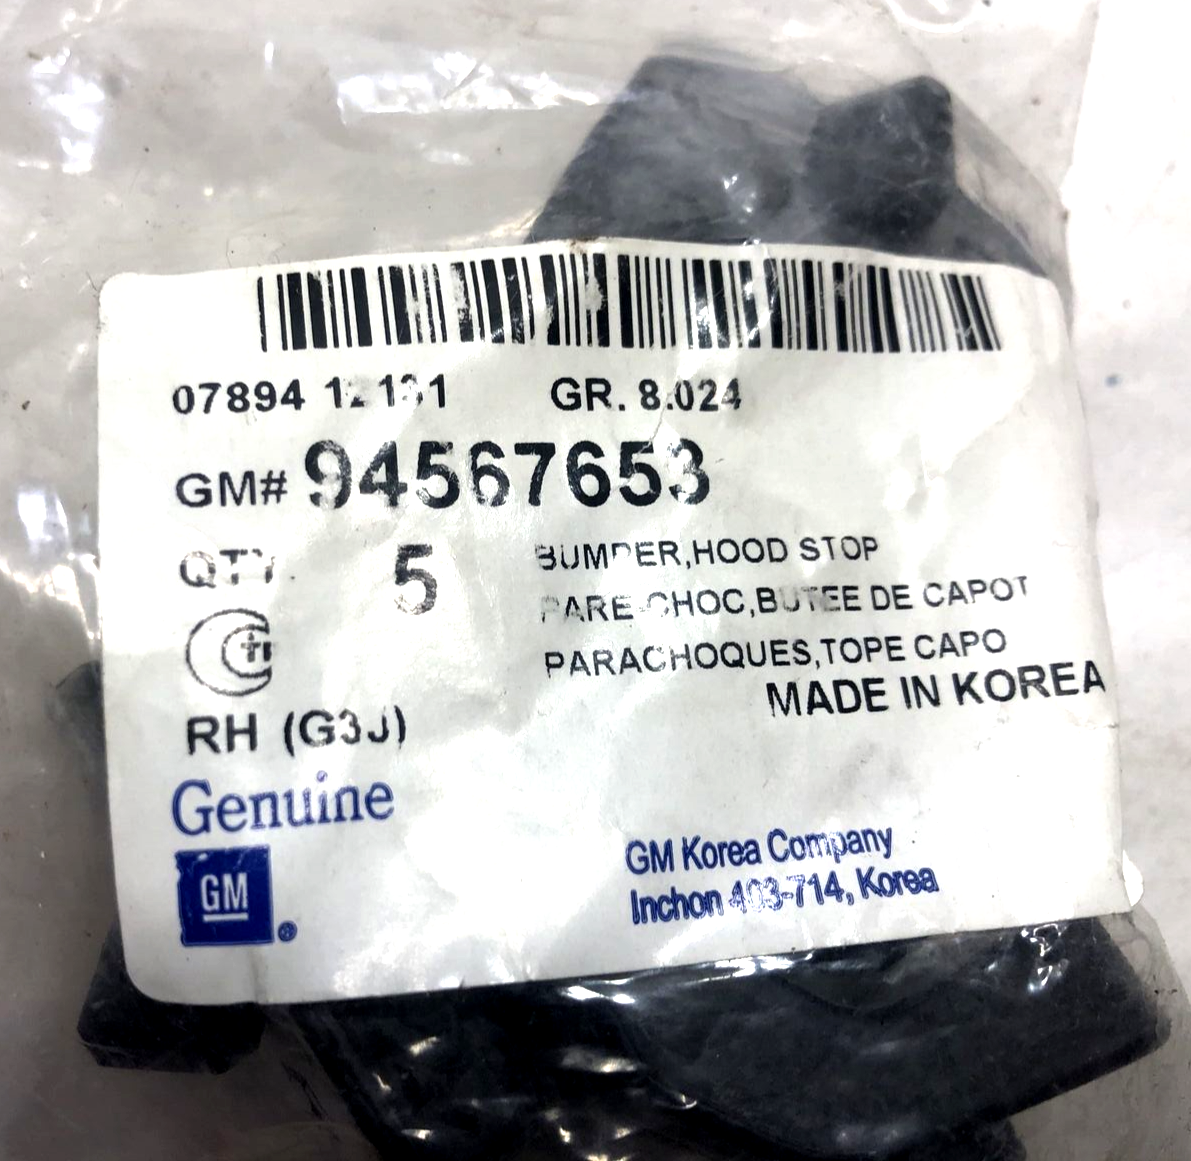 07894 GR. 8.024
GM# 94567653
QTY. 5 BUMPER,HOOD STOP
PARE-CHOC,BUTEE DE CAPOT
PARACHOQUES,TOPE CAPO
MADE IN KOREA
RH (G3J)
Genuine
GM®
GM Korea Company
Inchon 403-714, Korea